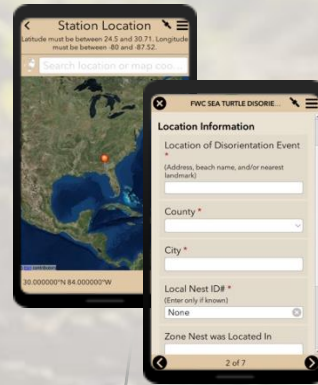 Station Location
Latitude must be between 24.5 and 30.71. Longitude
must be between -80 and -87.52.
Search location or map coo...
30.000000°N 84.000000°W
FWC SEA TURTLE DISORIE...
Location Information
Location of Disorientation Event
*
(Address, beach name, and/or nearest
landmark)
County *
City *
Local Nest ID# *
(Enter only if known)
None
Zone Nest was Located In
2 of 7